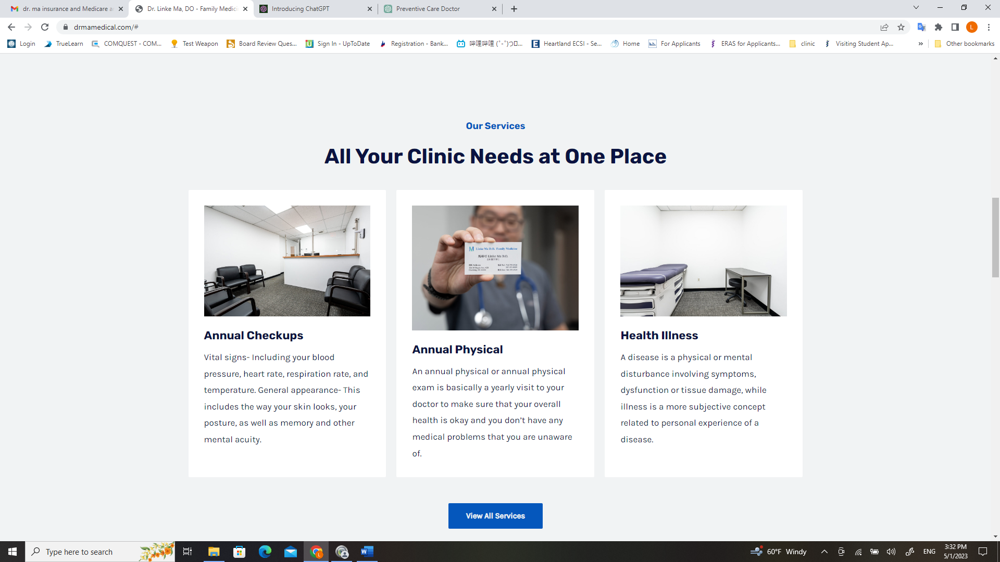 dr. ma insurance and Medicare a
Dr. Linke Ma, DO - Family Medici
Introducing ChatGPT
Preventive Care Doctor
drmamedical.com/#
L
Login
TrueLearn
COMQUEST - COM...
Test Weapon
Board Review Ques...
Sign In - UpToDate
Registration - Bank...
哔哩哔哩 (゜-゜)つロ...
Heartland ECSI - Se...
Home
For Applicants
ERAS for Applicants...
clinic
Visiting Student Ap...
»
Other bookmarks
Our Services
All Your Clinic Needs at One Place
M Linke Ma D.O. Family Medicine
馬林可 Linke Ma D.O.
Annual Checkups
Vital signs- Including your blood
pressure, heart rate, respiration rate, and
temperature. General appearance- This
includes the way your skin looks, your
posture, as well as memory and other
mental acuity.
Annual Physical
An annual physical or annual physical
exam is basically a yearly visit to your
doctor to make sure that your overall
health is okay and you don’t have any
medical problems that you are unaware
of.
Health Illness
A disease is a physical or mental
disturbance involving symptoms,
dysfunction or tissue damage, while
illness is a more subjective concept
related to personal experience of a
disease.
View All Services
Type here to search
60°F Windy
ENG
3:32 PM
5/1/2023